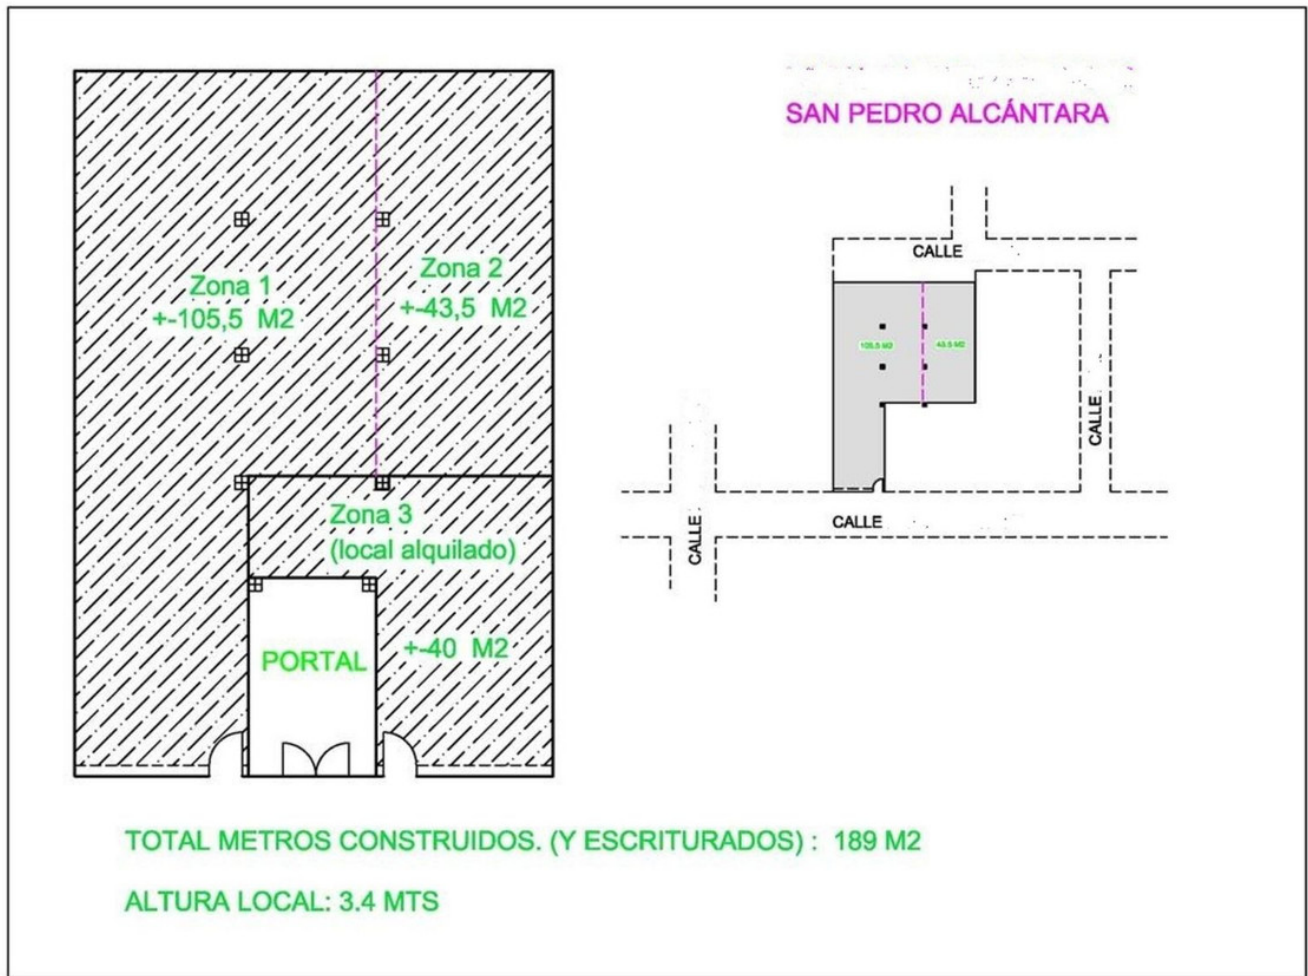 SAN PEDRO ALCÁNTARA
Zona 1
+-105,5 M2
Zona 2
+-43,5 M2
Zona 3
(local alquilado)
+-40 M2
PORTAL
CALLE
105.5 M2
43.5 M2
CALLE
CALLE
CALLE
TOTAL METROS CONSTRUIDOS. (Y ESCRITURADOS) : 189 M2
ALTURA LOCAL: 3.4 MTS